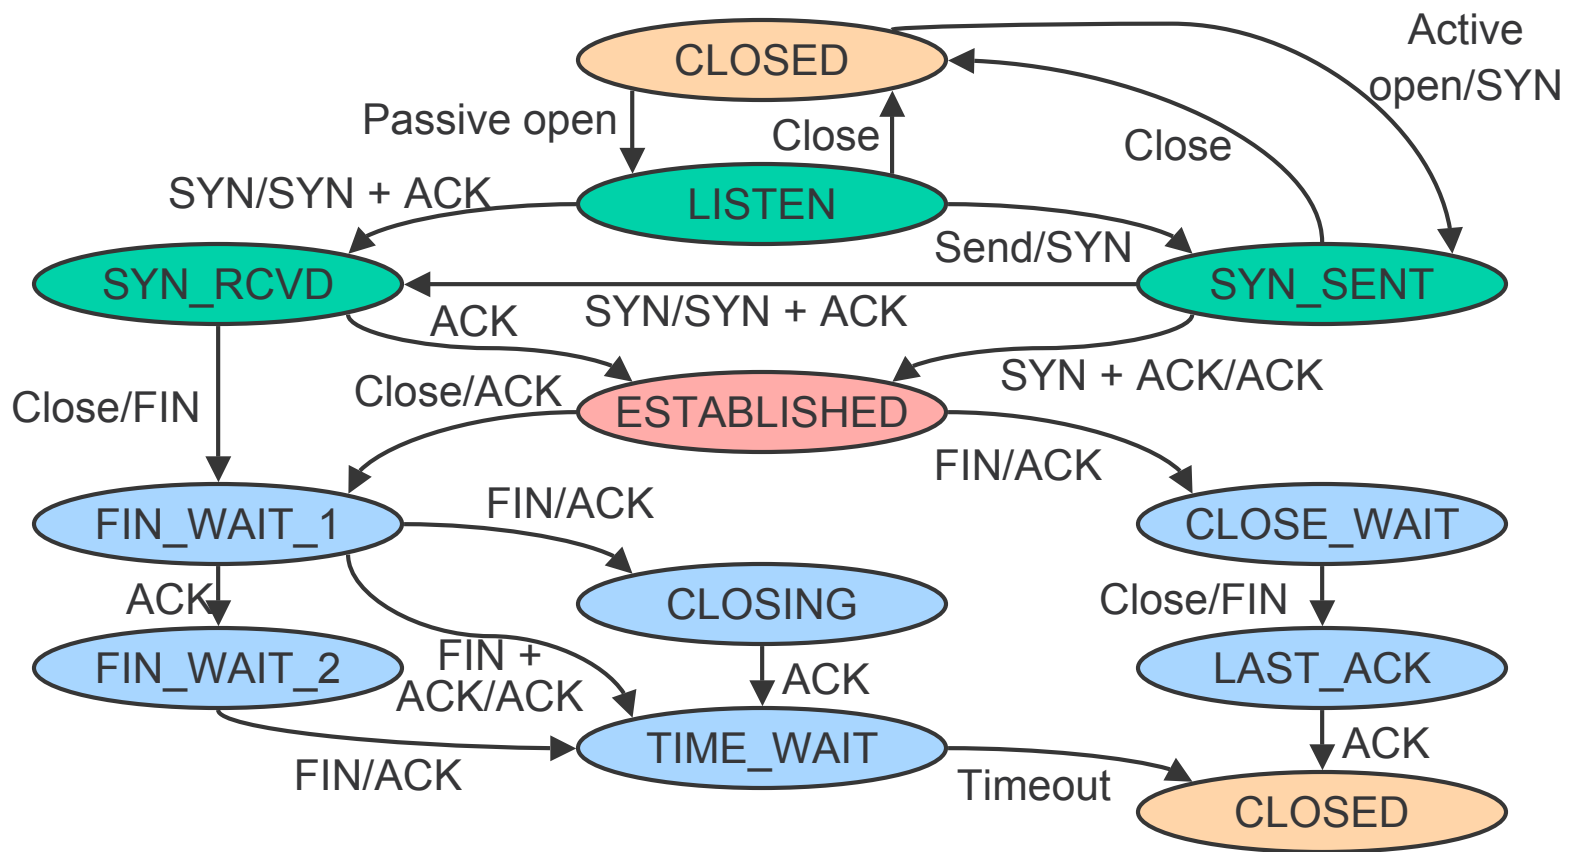 CLOSED
Active
open/SYN
Passive open
Close
Close
SYN/SYN + ACK
LISTEN
Send/SYN
SYN_RCVD
SYN_SENT
SYN/SYN + ACK
ACK
SYN + ACK/ACK
Close/FIN
Close/ACK
ESTABLISHED
FIN/ACK
FIN_WAIT_1
FIN/ACK
CLOSE_WAIT
ACK
CLOSING
Close/FIN
FIN_WAIT_2
FIN +
ACK/ACK
ACK
LAST_ACK
FIN/ACK
TIME_WAIT
Timeout
ACK
CLOSED